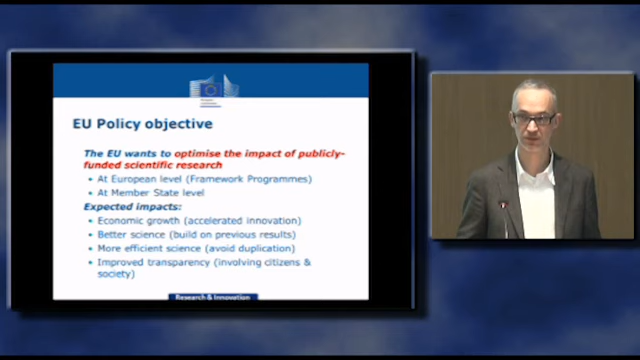 EU Policy objective
The EU wants to optimise the impact of publicly-
funded scientific research
• At European level (Framework Programmes)
• At Member State level
Expected impacts:
• Economic growth (accelerated innovation)
• Better science (build on previous results)
• More efficient science (avoid duplication)
• Improved transparency (involving citizens &
society)
Research & Innovation